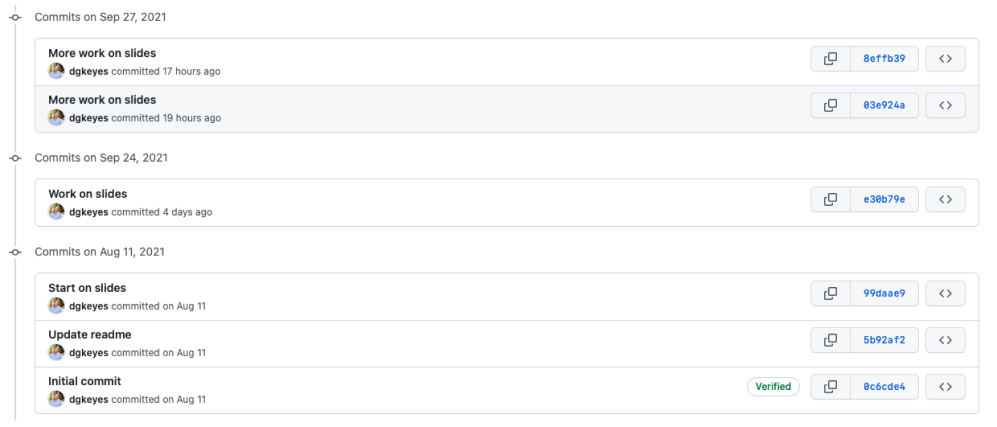 Commits on Sep 27, 2021
More work on slides
dgkeyes committed 17 hours ago
8effb39
More work on slides
dgkeyes committed 19 hours ago
03e924a
Commits on Sep 24, 2021
Work on slides
dgkeyes committed 4 days ago
e30b79e
Commits on Aug 11, 2021
Start on slides
dgkeyes committed on Aug 11
99daae9
Update readme
dgkeyes committed on Aug 11
5b92af2
Initial commit
dgkeyes committed on Aug 11
Verified
0c6cde4